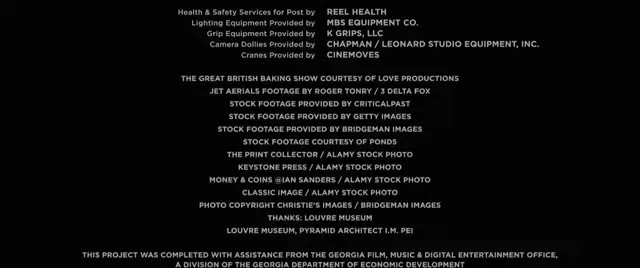 Health & Safety Services for Post by REEL HEALTH
Lighting Equipment Provided by MBS EQUIPMENT CO.
Grip Equipment Provided by K GRIPS, LLC
Camera Dollies Provided by CHAPMAN / LEONARD STUDIO EQUIPMENT, INC.
Cranes Provided by CINEMOVES
THE GREAT BRITISH BAKING SHOW COURTESY OF LOVE PRODUCTIONS
JET AERIALS FOOTAGE BY ROGER TONRY / 3 DELTA FOX
STOCK FOOTAGE PROVIDED BY CRITICALPAST
STOCK FOOTAGE PROVIDED BY GETTY IMAGES
STOCK FOOTAGE PROVIDED BY BRIDGEMAN IMAGES
STOCK FOOTAGE COURTESY OF POND5
THE PRINT COLLECTOR / ALAMY STOCK PHOTO
KEYSTONE PRESS / ALAMY STOCK PHOTO
MONEY & COINS @IAN SANDERS / ALAMY STOCK PHOTO
CLASSIC IMAGE / ALAMY STOCK PHOTO
PHOTO COPYRIGHT CHRISTIE'S IMAGES / BRIDGEMAN IMAGES
THANKS: LOUVRE MUSEUM
LOUVRE MUSEUM, PYRAMID ARCHITECT I.M. PEI
THIS PROJECT WAS COMPLETED WITH ASSISTANCE FROM THE GEORGIA FILM, MUSIC & DIGITAL ENTERTAINMENT OFFICE,
A DIVISION OF THE GEORGIA DEPARTMENT OF ECONOMIC DEVELOPMENT